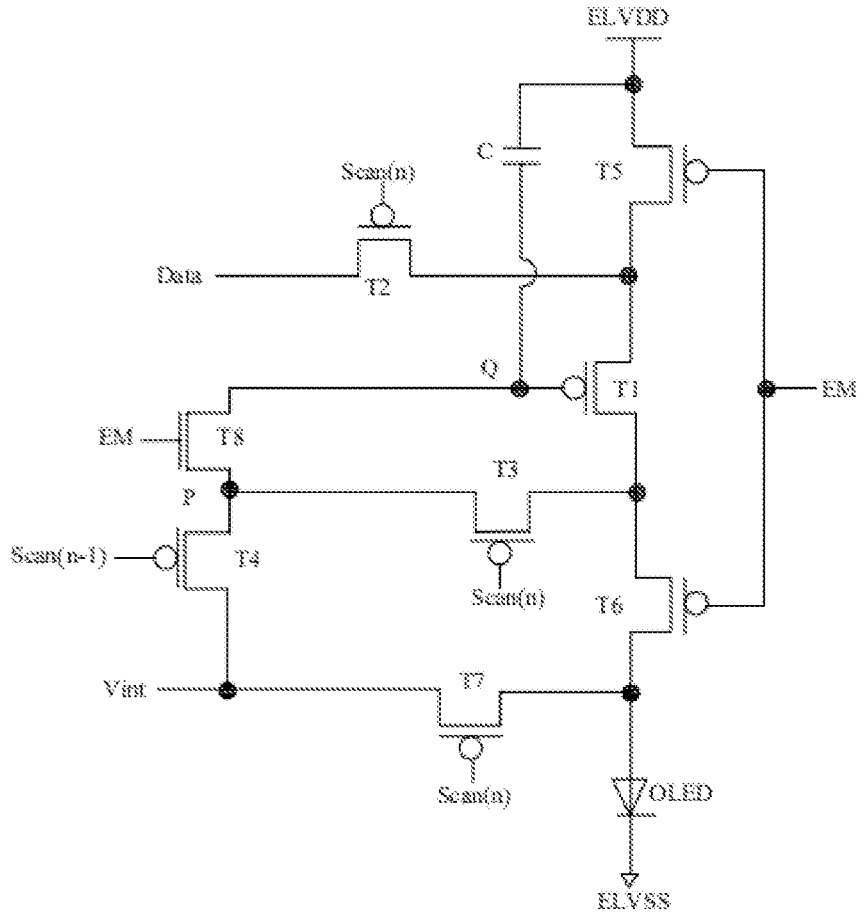 ELVDD
C
T5
Scan(n)
Data
T2
Q
T1
EM
EM
T8
T3
P
Scan(n-1)
T4
Scan(n)
T6
Vint
T7
Scan(n)
OLED
ELVSS